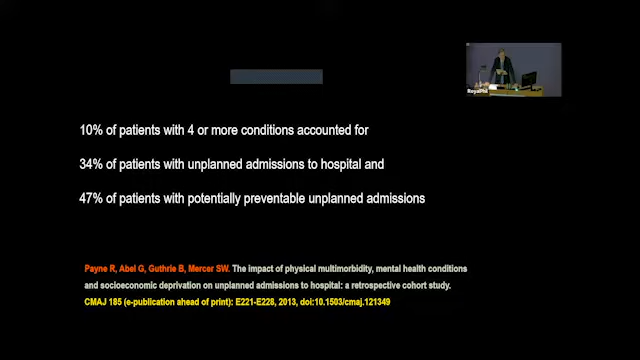 RoyaPhil
10% of patients with 4 or more conditions accounted for
34% of patients with unplanned admissions to hospital and
47% of patients with potentially preventable unplanned admissions
Payne R, Abel G, Guthrie B, Mercer SW. The impact of physical multimorbidity, mental health conditions
and socioeconomic deprivation on unplanned admissions to hospital: a retrospective cohort study.
CMAJ 185 (e-publication ahead of print): E221-E228, 2013, doi:10.1503/cmaj.121349